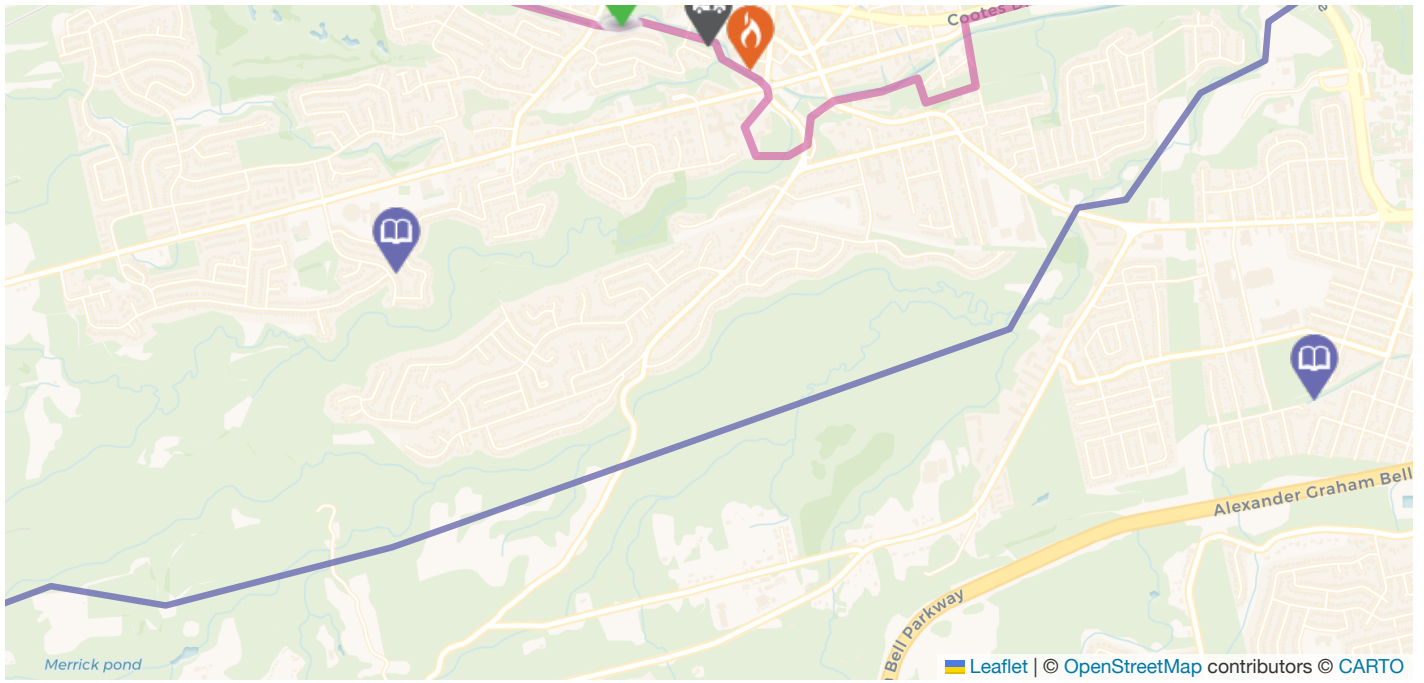 Cootes
Alexander Graham Bell
Bell Parkway
Merrick pond
Leaflet | © OpenStreetMap contributors © CARTO